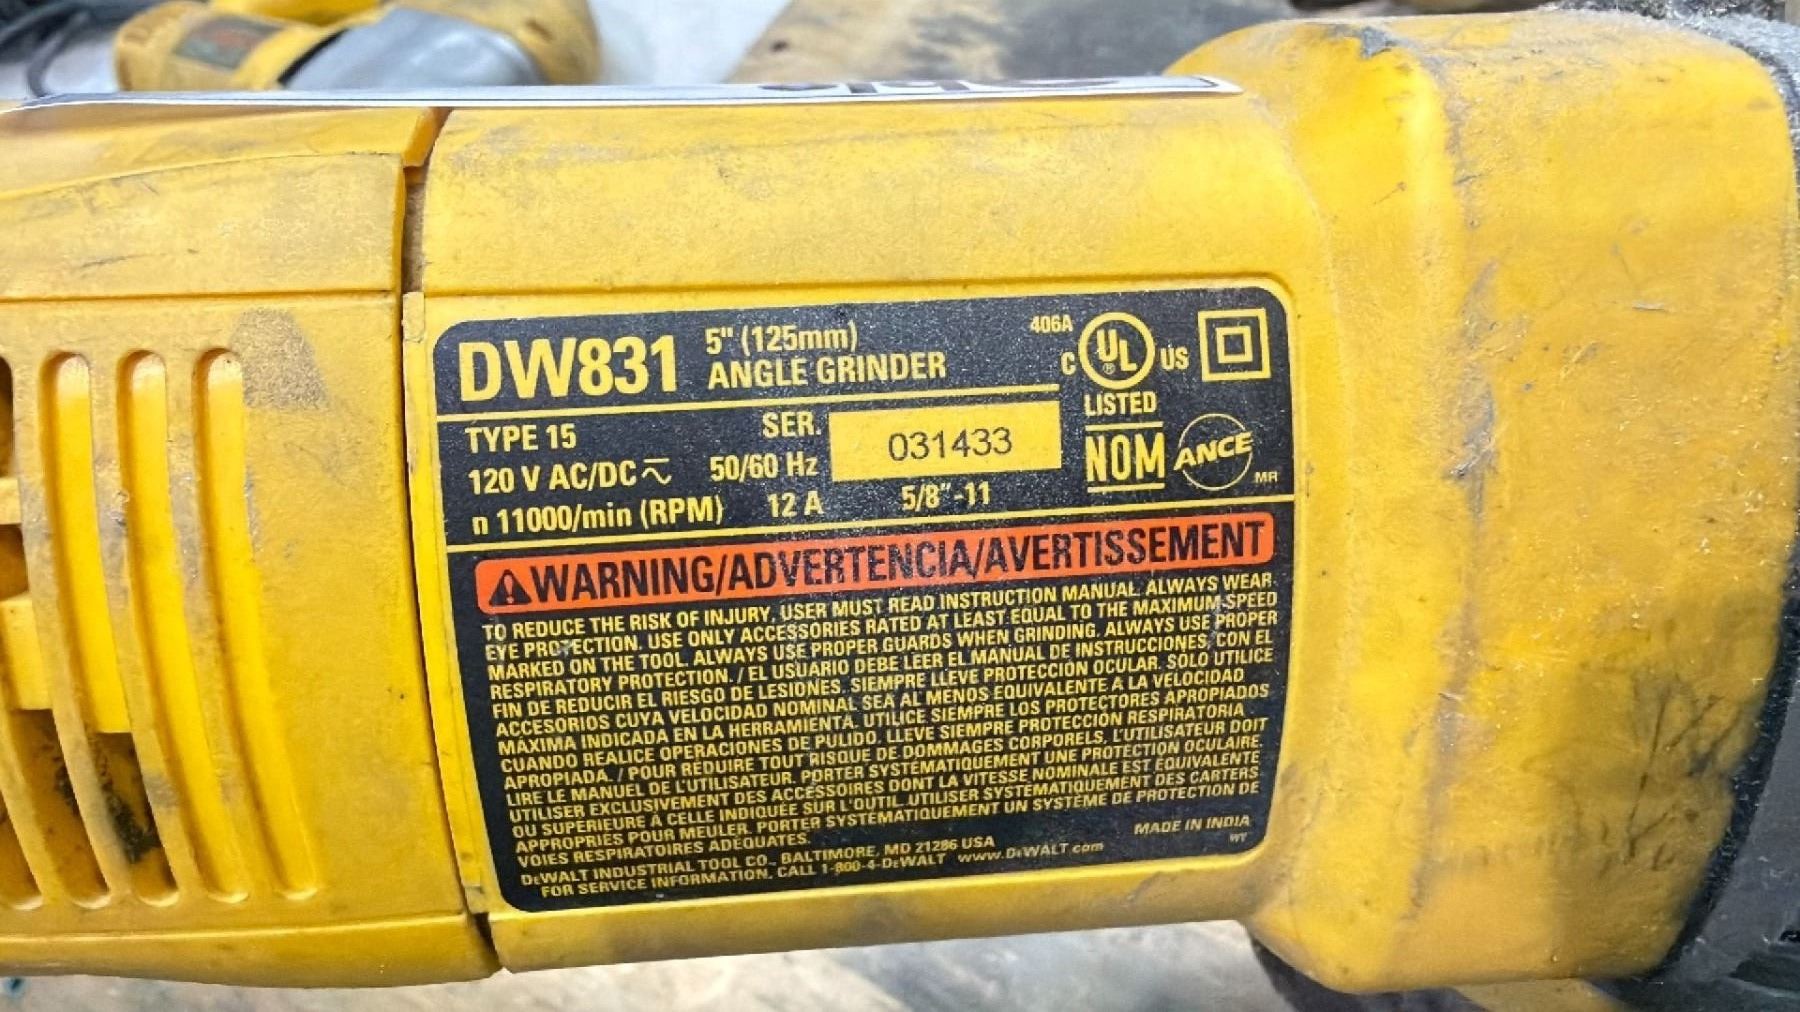 DW831 5" (125mm)
ANGLE GRINDER
406A
C UL ® US
LISTED
TYPE 15 SER. 031433
120 V AC/DC 50/60 Hz
n 11000/min (RPM) 12 A 5/8"-11
NOM ANCE MR
WARNING/ADVERTENCIA/AVERTISSEMENT
TO REDUCE THE RISK OF INJURY, USER MUST READ INSTRUCTION MANUAL. ALWAYS WEAR
EYE PROTECTION. USE ONLY ACCESSORIES RATED AT LEAST EQUAL TO THE MAXIMUM SPEED
MARKED ON THE TOOL. ALWAYS USE PROPER GUARDS WHEN GRINDING. ALWAYS USE PROPER
RESPIRATORY PROTECTION. / EL USUARIO DEBE LEER EL MANUAL DE INSTRUCCIONES, CON EL
FIN DE REDUCIR EL RIESGO DE LESIONES. SIEMPRE LLEVE PROTECCIÓN OCULAR. SOLO UTILICE
ACCESORIOS CUYA VELOCIDAD NOMINAL SEA AL MENOS EQUIVALENTE A LA VELOCIDAD
MÁXIMA INDICADA EN LA HERRAMIENTA. UTILICE SIEMPRE LOS PROTECTORES APROPIADOS
CUANDO REALICE OPERACIONES DE PULIDO. LLEVE SIEMPRE PROTECCIÓN RESPIRATORIA
APROPIADA. / POUR RÉDUIRE TOUT RISQUE DE DOMMAGES CORPORELS, L'UTILISATEUR DOIT
LIRE LE MANUEL DE L'UTILISATEUR. PORTER SYSTÉMATIQUEMENT UNE PROTECTION OCULAIRE.
UTILISER EXCLUSIVEMENT DES ACCESSOIRES DONT LA VITESSE NOMINALE EST ÉQUIVALENTE
OU SUPÉRIEURE À CELLE INDIQUÉE SUR L'OUTIL. UTILISER SYSTÉMATIQUEMENT DES CARTERS
APPROPRIÉS POUR MEULER. PORTER SYSTÉMATIQUEMENT UN SYSTÈME DE PROTECTION DE
VOIES RESPIRATOIRES ADÉQUATES.
DEWALT INDUSTRIAL TOOL CO., BALTIMORE, MD 21286 USA MADE IN INDIA
FOR SERVICE INFORMATION, CALL 1-800-4-DEWALT www.DEWALT.com WY